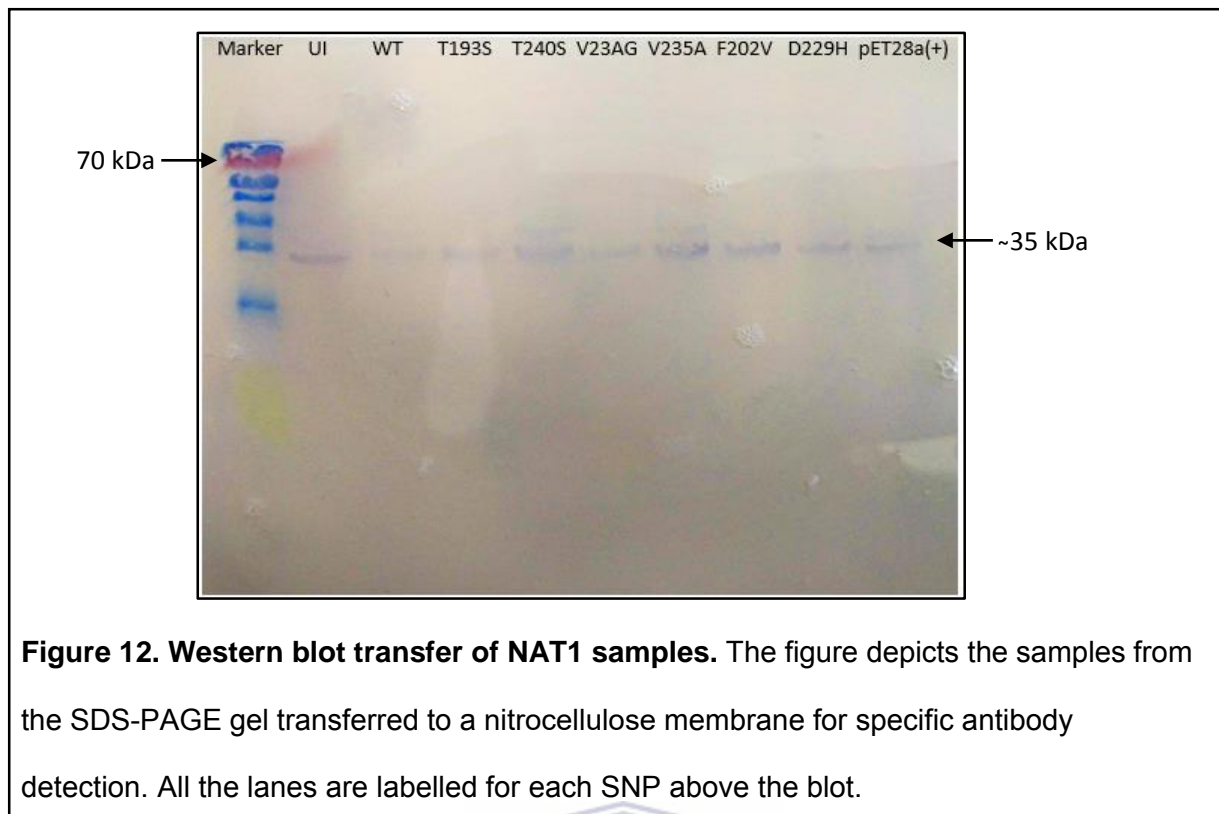 Marker UI WT T193S T240S V23AG V235A F202V D229H pET28a(+)
70 kDa
~35 kDa
Figure 12. Western blot transfer of NAT1 samples. The figure depicts the samples from
the SDS-PAGE gel transferred to a nitrocellulose membrane for specific antibody
detection. All the lanes are labelled for each SNP above the blot.